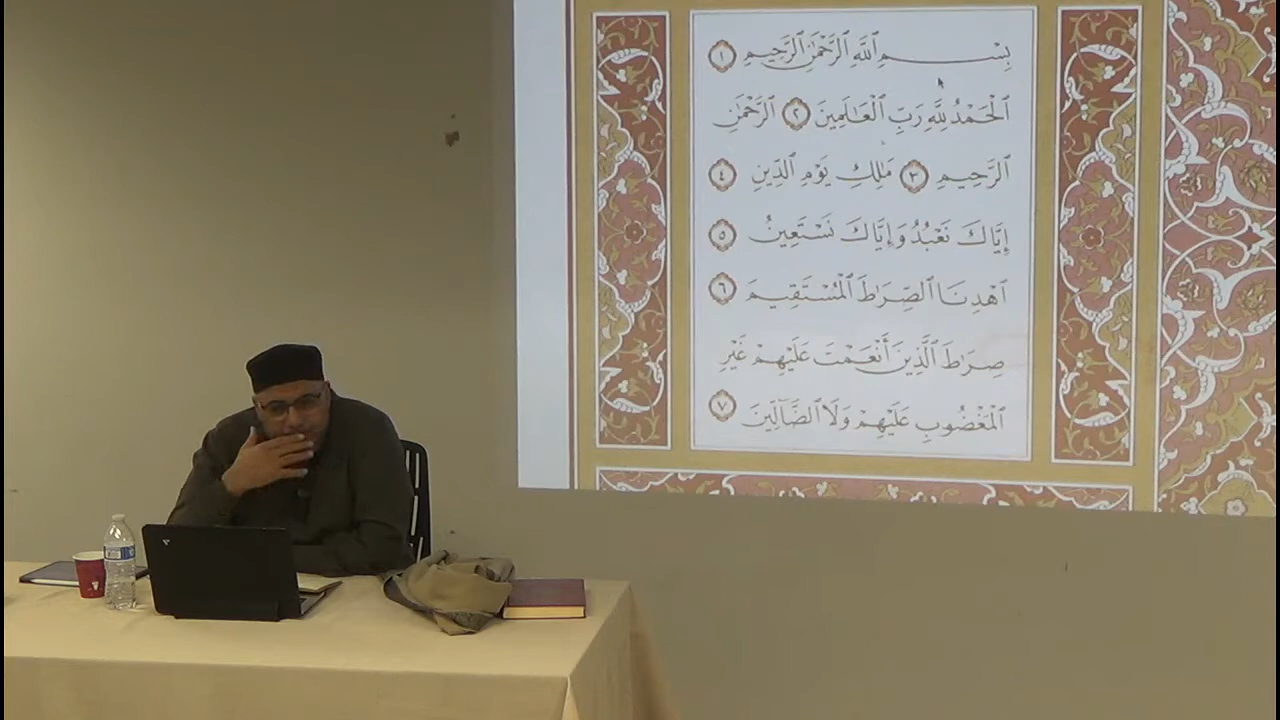 بِسْمِ ٱللَّهِ ٱلرَّحْمَٰنِ ٱلرَّحِيمِ ١
ٱلْحَمْدُ لِلَّهِ رَبِّ ٱلْعَٰلَمِينَ ٢ ٱلرَّحْمَٰنِ
ٱلرَّحِيمِ ٣ مَٰلِكِ يَوْمِ ٱلدِّينِ ٤
إِيَّاكَ نَعْبُدُ وَإِيَّاكَ نَسْتَعِينُ ٥
ٱهْدِنَا ٱلصِّرَٰطَ ٱلْمُسْتَقِيمَ ٦
صِرَٰطَ ٱلَّذِينَ أَنْعَمْتَ عَلَيْهِمْ غَيْرِ
ٱلْمَغْضُوبِ عَلَيْهِمْ وَلَا ٱلضَّآلِّينَ ٧